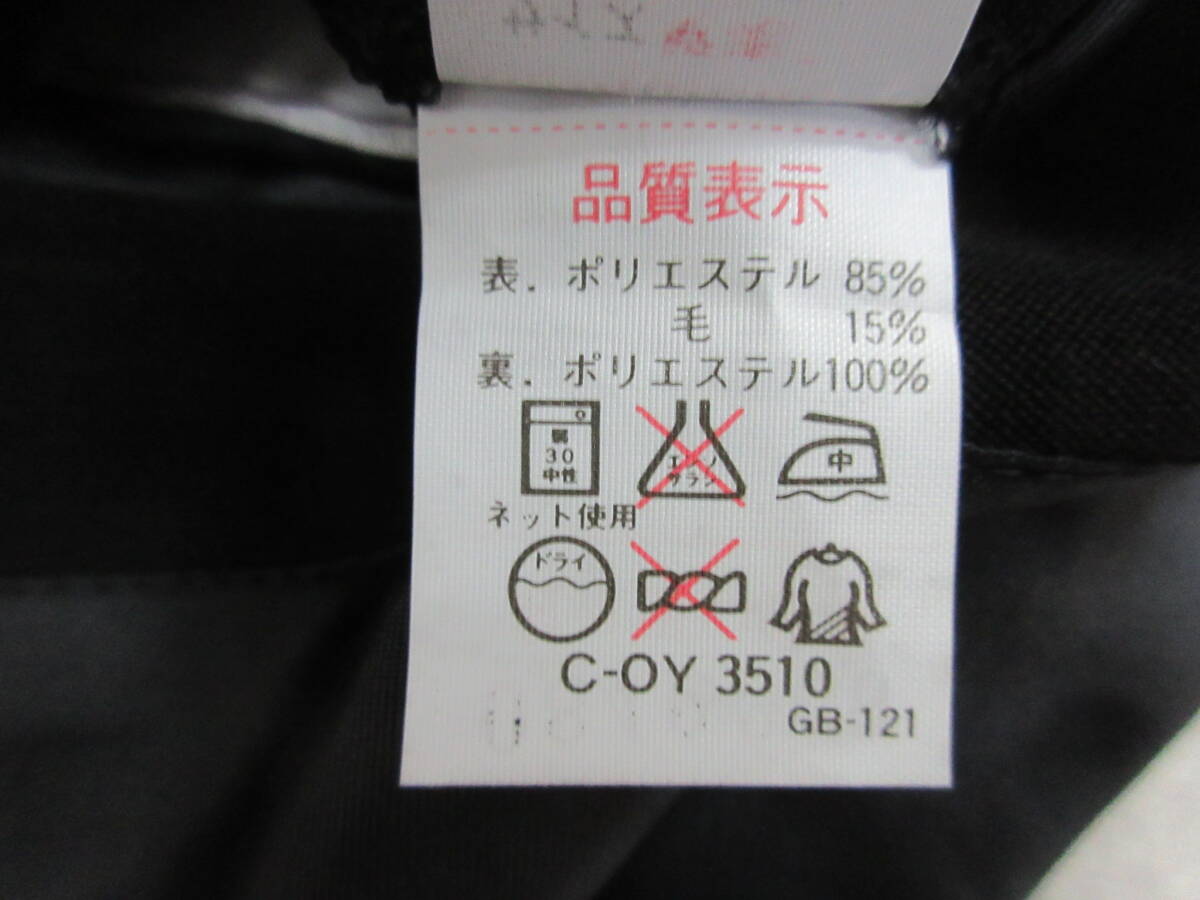 品質表示
表．ポリエステル 85%
毛 15%
裏．ポリエステル100%
弱
30
中性
エンソ
サラシ
中
ネット使用
ドライ
C-OY 3510
GB-121